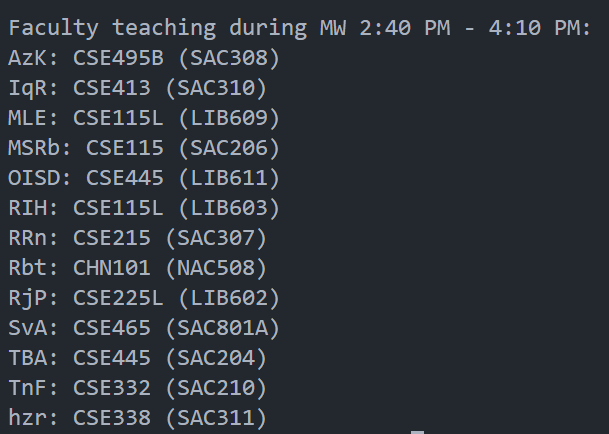 Faculty teaching during MW 2:40 PM - 4:10 PM:
AzK: CSE495B (SAC308)
IqR: CSE413 (SAC310)
MLE: CSE115L (LIB609)
MSRb: CSE115 (SAC206)
OISD: CSE445 (LIB611)
RIH: CSE115L (LIB603)
RRn: CSE215 (SAC307)
Rbt: CHN101 (NAC508)
RjP: CSE225L (LIB602)
SvA: CSE465 (SAC801A)
TBA: CSE445 (SAC204)
TnF: CSE332 (SAC210)
hzr: CSE338 (SAC311)